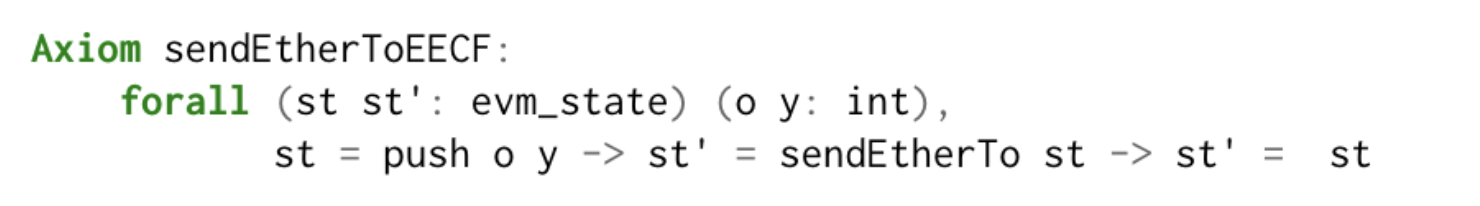 Axiom sendEtherToEECF:
forall (st st': evm_state) (o y: int),
st = push o y -> st' = sendEtherTo st -> st' = st